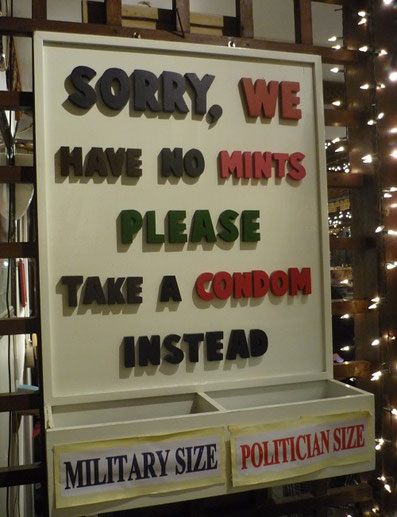 SORRY, WE
HAVE NO MINTS
PLEASE
TAKE A CONDOM
INSTEAD
MILITARY SIZE
POLITICIAN SIZE